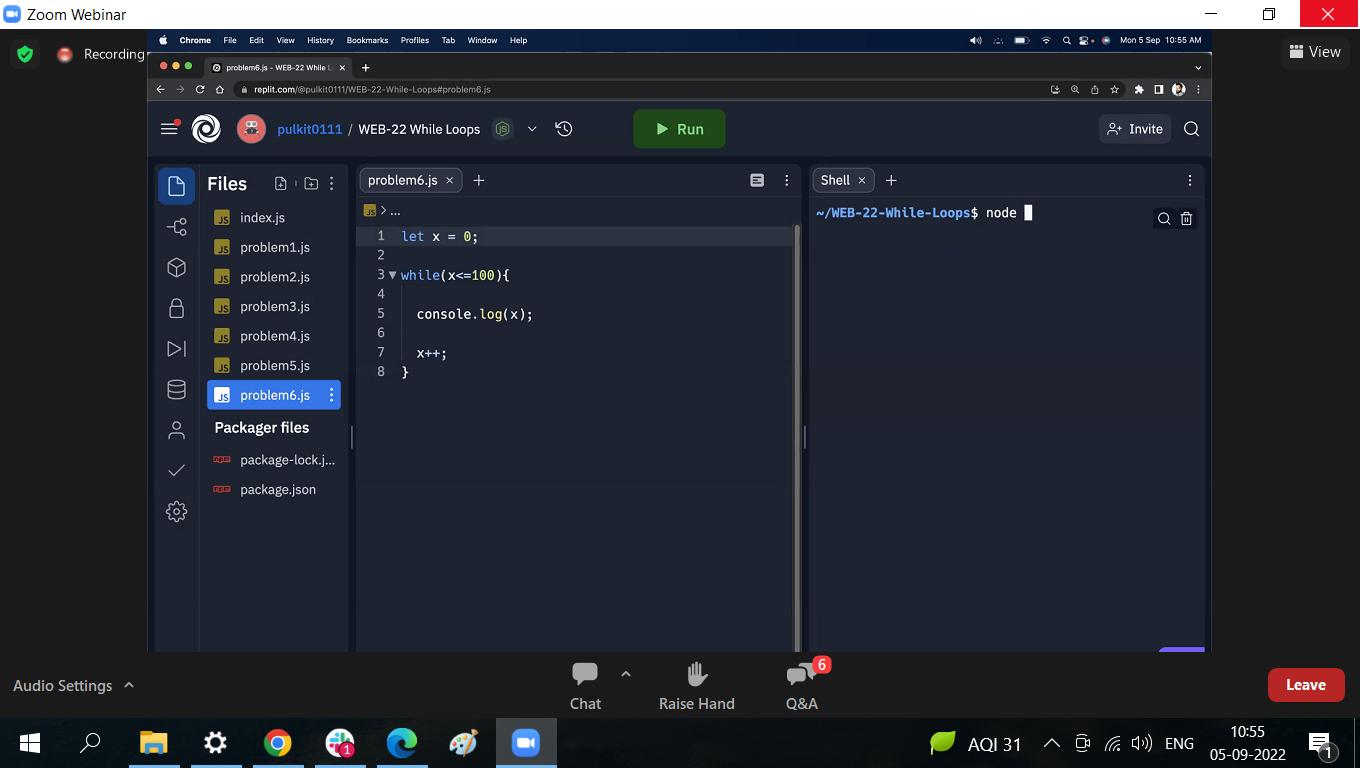 Zoom Webinar
Recording
View
Chrome File Edit View History Bookmarks Profiles Tab Window Help
Mon 5 Sep 10:55 AM
problem6.js - WEB-22 While L
replit.com/@pulkit0111/WEB-22-While-Loops#problem6.js
pulkit0111 / WEB-22 While Loops
Run
Invite
Files
index.js
problem1.js
problem2.js
problem3.js
problem4.js
problem5.js
problem6.js
Packager files
package-lock.j...
package.json
problem6.js
JS > ...
1 let x = 0;
2
3 while(x<=100){
4
5 console.log(x);
6
7 x++;
8 }
Shell
~/WEB-22-While-Loops$ node
Audio Settings
Chat
Raise Hand
6
Q&A
Leave
1
AQI 31
ENG
10:55
05-09-2022
1